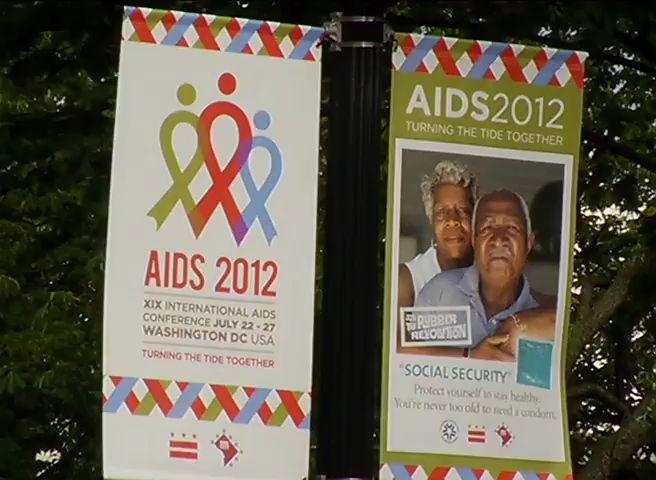 AIDS 2012
XIX INTERNATIONAL AIDS
CONFERENCE JULY 22 - 27
WASHINGTON DC USA
TURNING THE TIDE TOGETHER
AIDS2012
TURNING THE TIDE TOGETHER
RUBBER
REVOLUTION
"SOCIAL SECURITY"
Protect yourself to stay healthy.
You're never too old to need a condom.